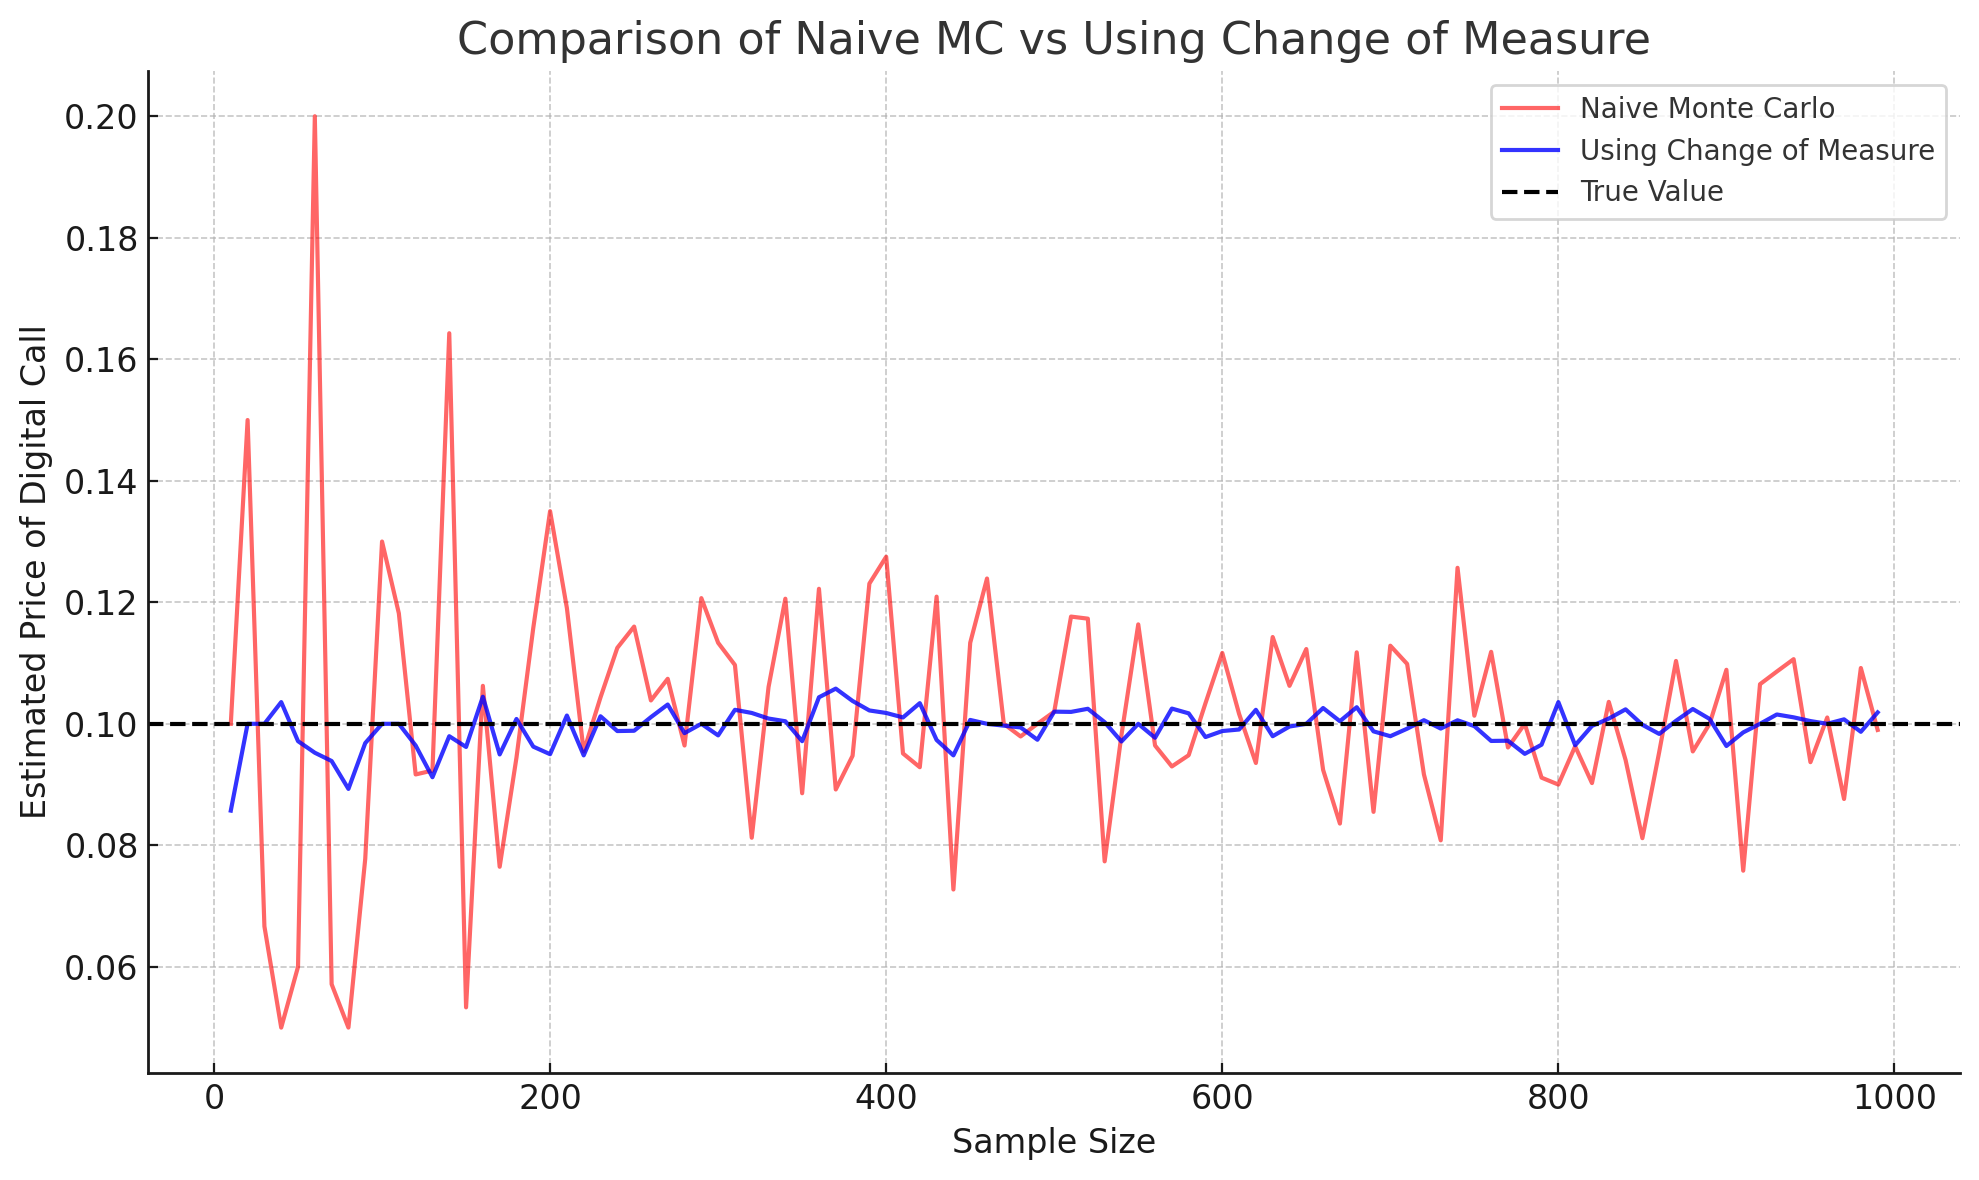 Comparison of Naive MC vs Using Change of Measure
Naive Monte Carlo
Using Change of Measure
True Value
Estimated Price of Digital Call
0.20
0.18
0.16
0.14
0.12
0.10
0.08
0.06
0
200
400
600
800
1000
Sample Size